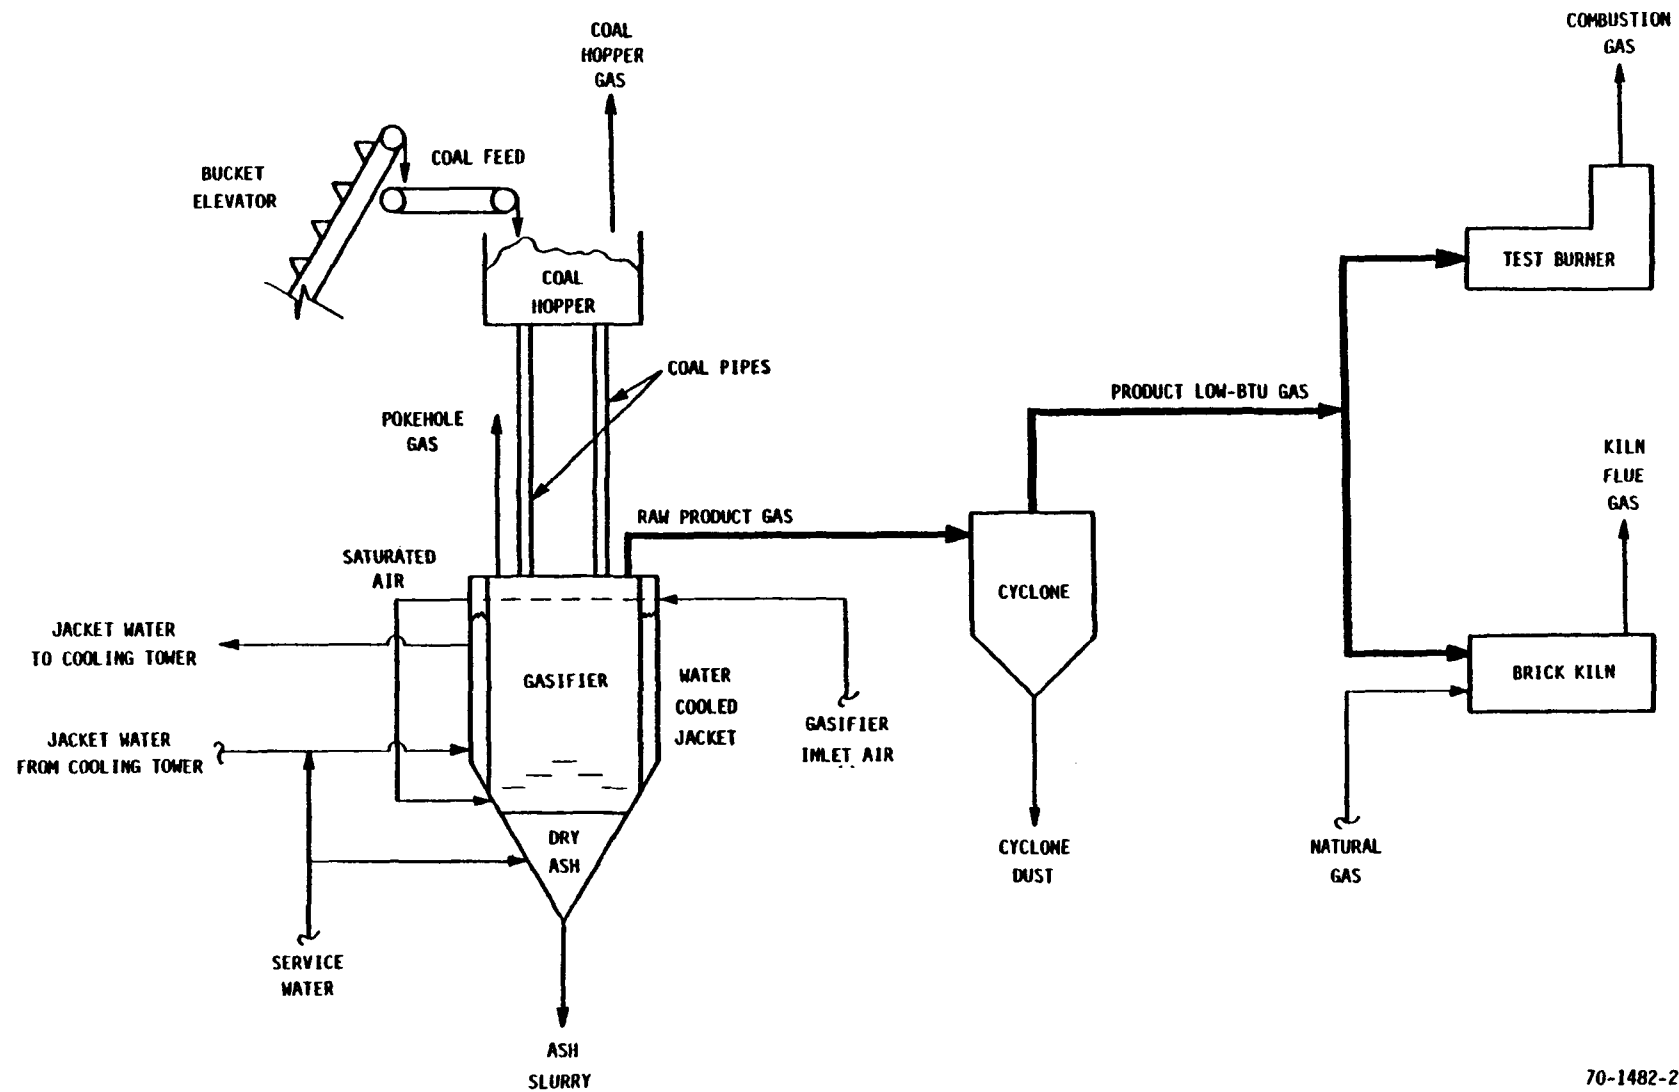 COMBUSTION
GAS
COAL
HOPPER
GAS
COAL FEED
BUCKET
ELEVATOR
TEST BURNER
COAL
HOPPER
COAL PIPES
PRODUCT LOW-BTU GAS
POKEHOLE
GAS
KILN
FLUE
GAS
RAW PRODUCT GAS
SATURATED
AIR
CYCLONE
JACKET WATER
TO COOLING TOWER
GASIFIER
WATER
COOLED
JACKET
BRICK KILN
GASIFIER
INLET AIR
JACKET WATER
FROM COOLING TOWER
DRY
ASH
CYCLONE
DUST
NATURAL
GAS
SERVICE
WATER
ASH
SLURRY
70-1482-2